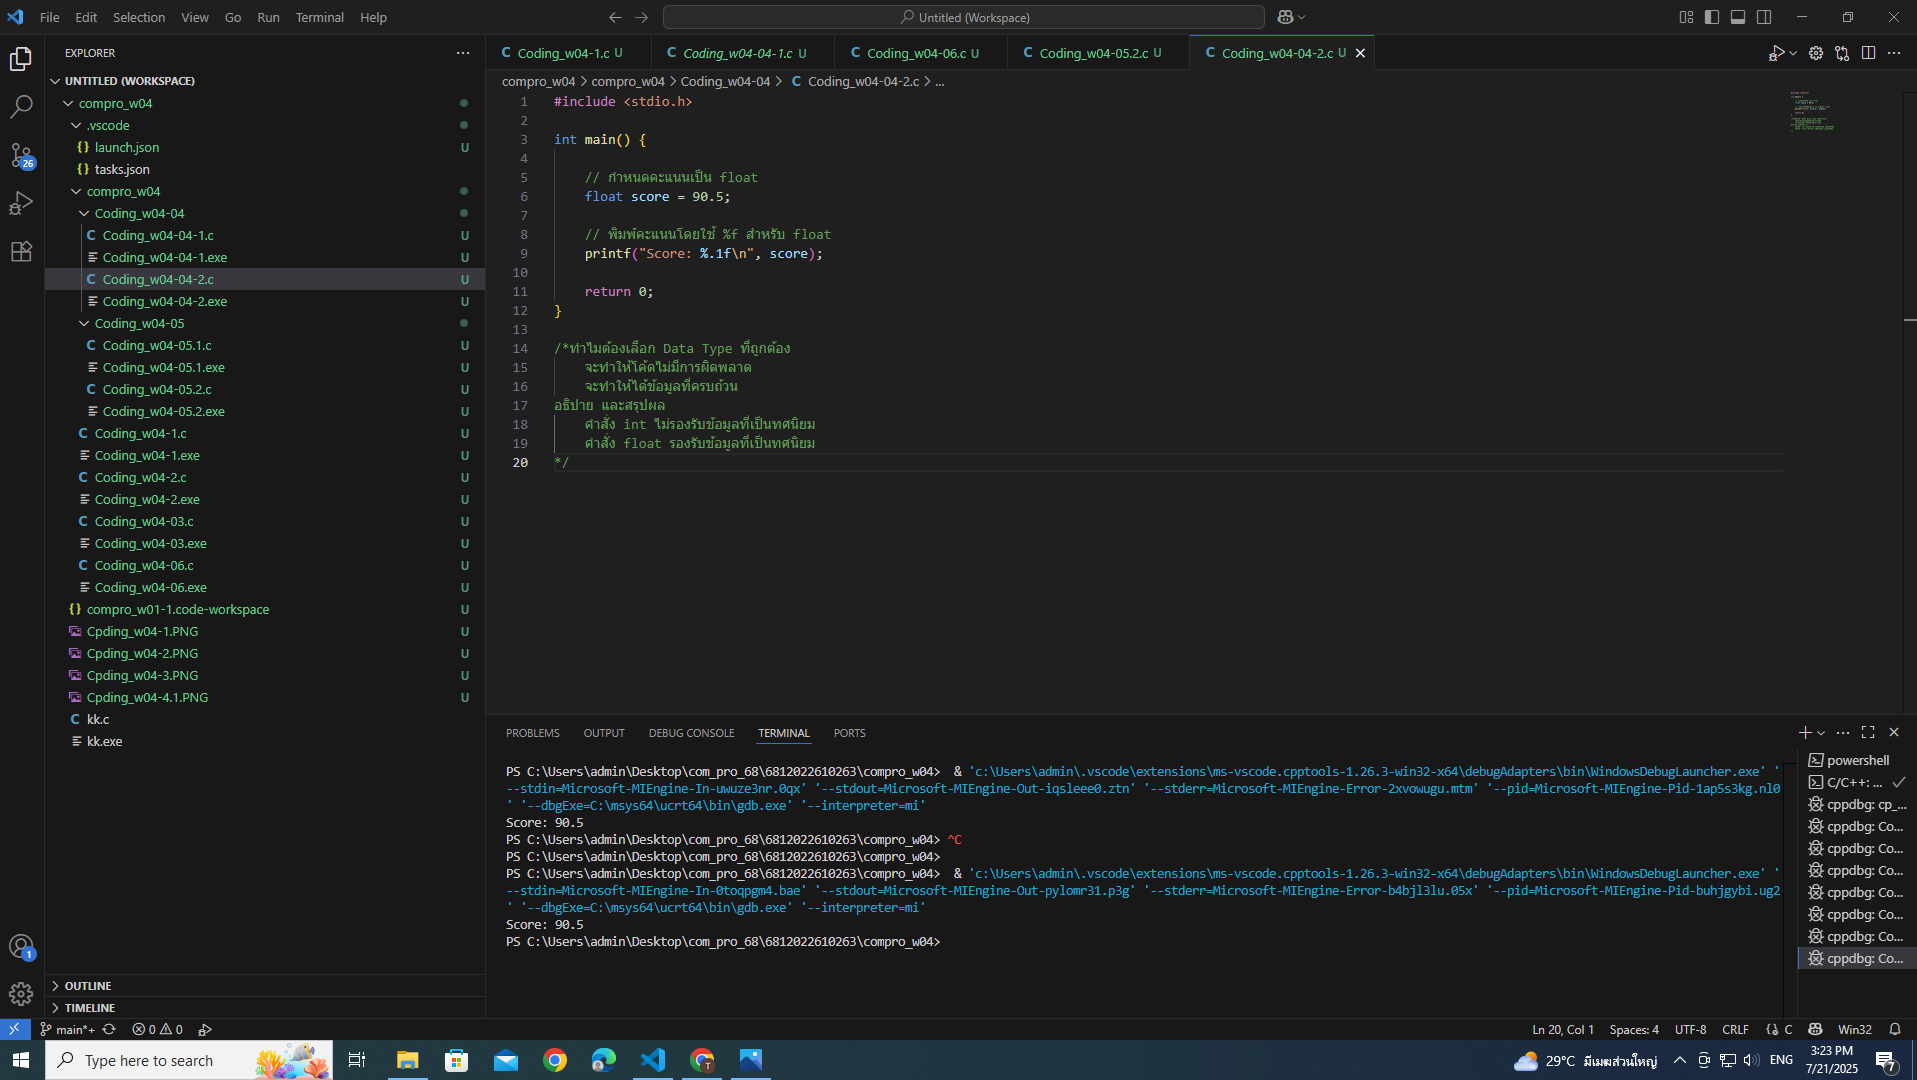 File Edit Selection View Go Run Terminal Help
Untitled (Workspace)
EXPLORER
UNTITLED (WORKSPACE)
compro_w04
.vscode
launch.json U
tasks.json
compro_w04
Coding_w04-04
Coding_w04-04-1.c U
Coding_w04-04-1.exe U
Coding_w04-04-2.c U
Coding_w04-04-2.exe U
Coding_w04-05
Coding_w04-05.1.c U
Coding_w04-05.1.exe U
Coding_w04-05.2.c U
Coding_w04-05.2.exe U
Coding_w04-1.c U
Coding_w04-1.exe U
Coding_w04-2.c U
Coding_w04-2.exe U
Coding_w04-03.c U
Coding_w04-03.exe U
Coding_w04-06.c U
Coding_w04-06.exe U
compro_w01-1.code-workspace U
Cpding_w04-1.PNG U
Cpding_w04-2.PNG U
Cpding_w04-3.PNG U
Cpding_w04-4.1.PNG U
kk.c
kk.exe
OUTLINE
TIMELINE
26
1
Coding_w04-1.c U Coding_w04-04-1.c U Coding_w04-06.c U Coding_w04-05.2.c U Coding_w04-04-2.c U
compro_w04 > compro_w04 > Coding_w04-04 > C Coding_w04-04-2.c > ...
1 #include <stdio.h>
2
3 int main() {
4
5 // กำหนดคะแนนเป็น float
6 float score = 90.5;
7
8 // พิมพ์คะแนนโดยใช้ %f สำหรับ float
9 printf("Score: %.1f\n", score);
10
11 return 0;
12 }
13
14 /*ทำไมต้องเลือก Data Type ที่ถูกต้อง
15 จะทำให้โค้ดไม่มีการผิดพลาด
16 จะทำให้ได้ข้อมูลที่ครบถ้วน
17 อธิปาย และสรุปผล
18 คำสั่ง int ไม่รองรับข้อมูลที่เป็นทศนิยม
19 คำสั่ง float รองรับข้อมูลที่เป็นทศนิยม
20 */
PROBLEMS OUTPUT DEBUG CONSOLE TERMINAL PORTS
PS C:\Users\admin\Desktop\com_pro_68\6812022610263\compro_w04> & 'c:\Users\admin\.vscode\extensions\ms-vscode.cpptools-1.26.3-win32-x64\debugAdapters\bin\WindowsDebugLauncher.exe' '
--stdin=Microsoft-MIEngine-In-uwuze3nr.0qx' '--stdout=Microsoft-MIEngine-Out-iqsleee0.ztn' '--stderr=Microsoft-MIEngine-Error-2xvowugu.mtm' '--pid=Microsoft-MIEngine-Pid-1ap5s3kg.nl0
' '--dbgExe=C:\msys64\ucrt64\bin\gdb.exe' '--interpreter=mi'
Score: 90.5
PS C:\Users\admin\Desktop\com_pro_68\6812022610263\compro_w04> ^C
PS C:\Users\admin\Desktop\com_pro_68\6812022610263\compro_w04>
PS C:\Users\admin\Desktop\com_pro_68\6812022610263\compro_w04> & 'c:\Users\admin\.vscode\extensions\ms-vscode.cpptools-1.26.3-win32-x64\debugAdapters\bin\WindowsDebugLauncher.exe' '
--stdin=Microsoft-MIEngine-In-0toqpgm4.bae' '--stdout=Microsoft-MIEngine-Out-pylomr31.p3g' '--stderr=Microsoft-MIEngine-Error-b4bjl3lu.05x' '--pid=Microsoft-MIEngine-Pid-buhjgybi.ug2
' '--dbgExe=C:\msys64\ucrt64\bin\gdb.exe' '--interpreter=mi'
Score: 90.5
PS C:\Users\admin\Desktop\com_pro_68\6812022610263\compro_w04>
powershell
C/C++: ...
cppdbg: cp_...
cppdbg: Co...
cppdbg: Co...
cppdbg: Co...
cppdbg: Co...
cppdbg: Co...
cppdbg: Co...
cppdbg: Co...
main*+ 0 0 Ln 20, Col 1 Spaces: 4 UTF-8 CRLF {} C Win32
Type here to search 29°C มีเมฆส่วนใหญ่ ENG 3:23 PM
7/21/2025 7